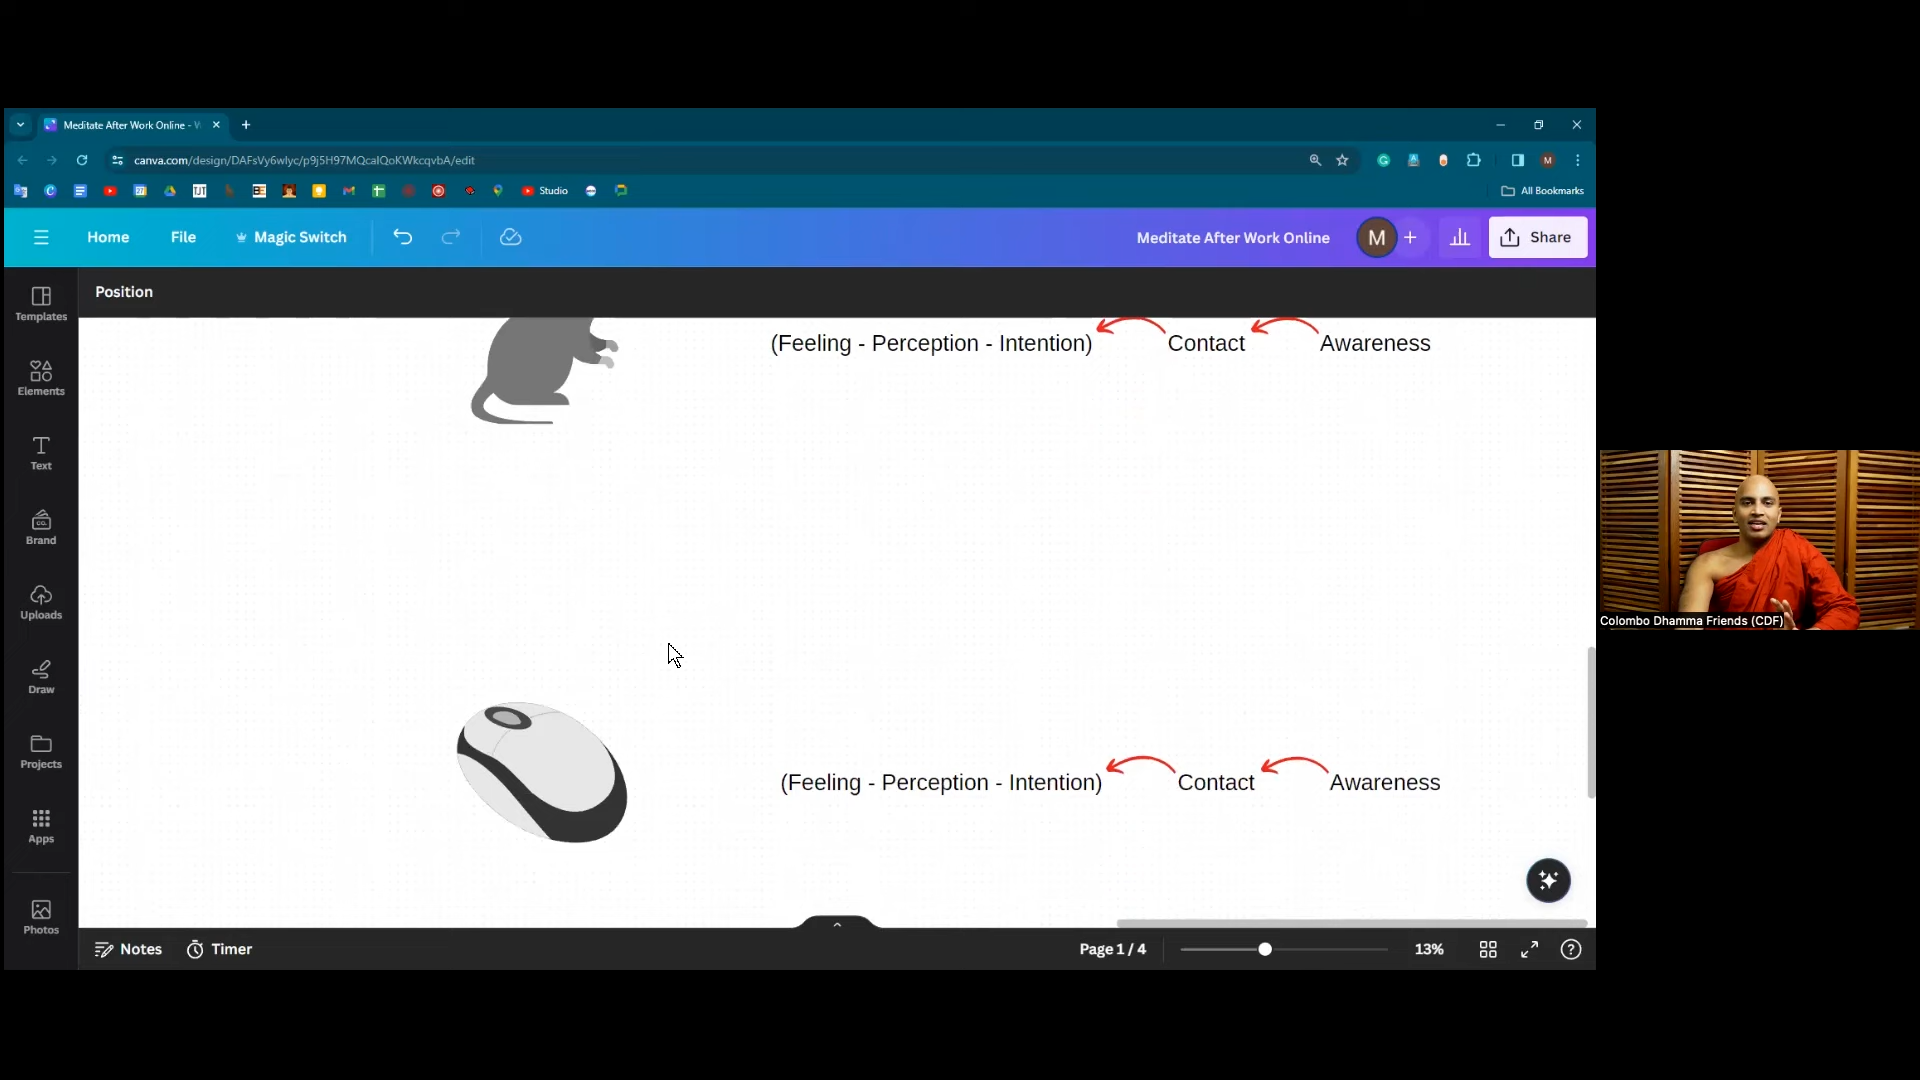 Meditate After Work Online - W
canva.com/design/DAFsVy6wlyc/p9j5H97MQcalQoKWkcqvbA/edit
Studio
All Bookmarks
Home File Magic Switch
Meditate After Work Online
M
Share
Position
Templates
Elements
Text
Brand
Uploads
Draw
Projects
Apps
Photos
(Feeling - Perception - Intention) Contact Awareness
(Feeling - Perception - Intention) Contact Awareness
Notes Timer
Page 1 / 4
13%
Colombo Dhamma Friends (CDF)